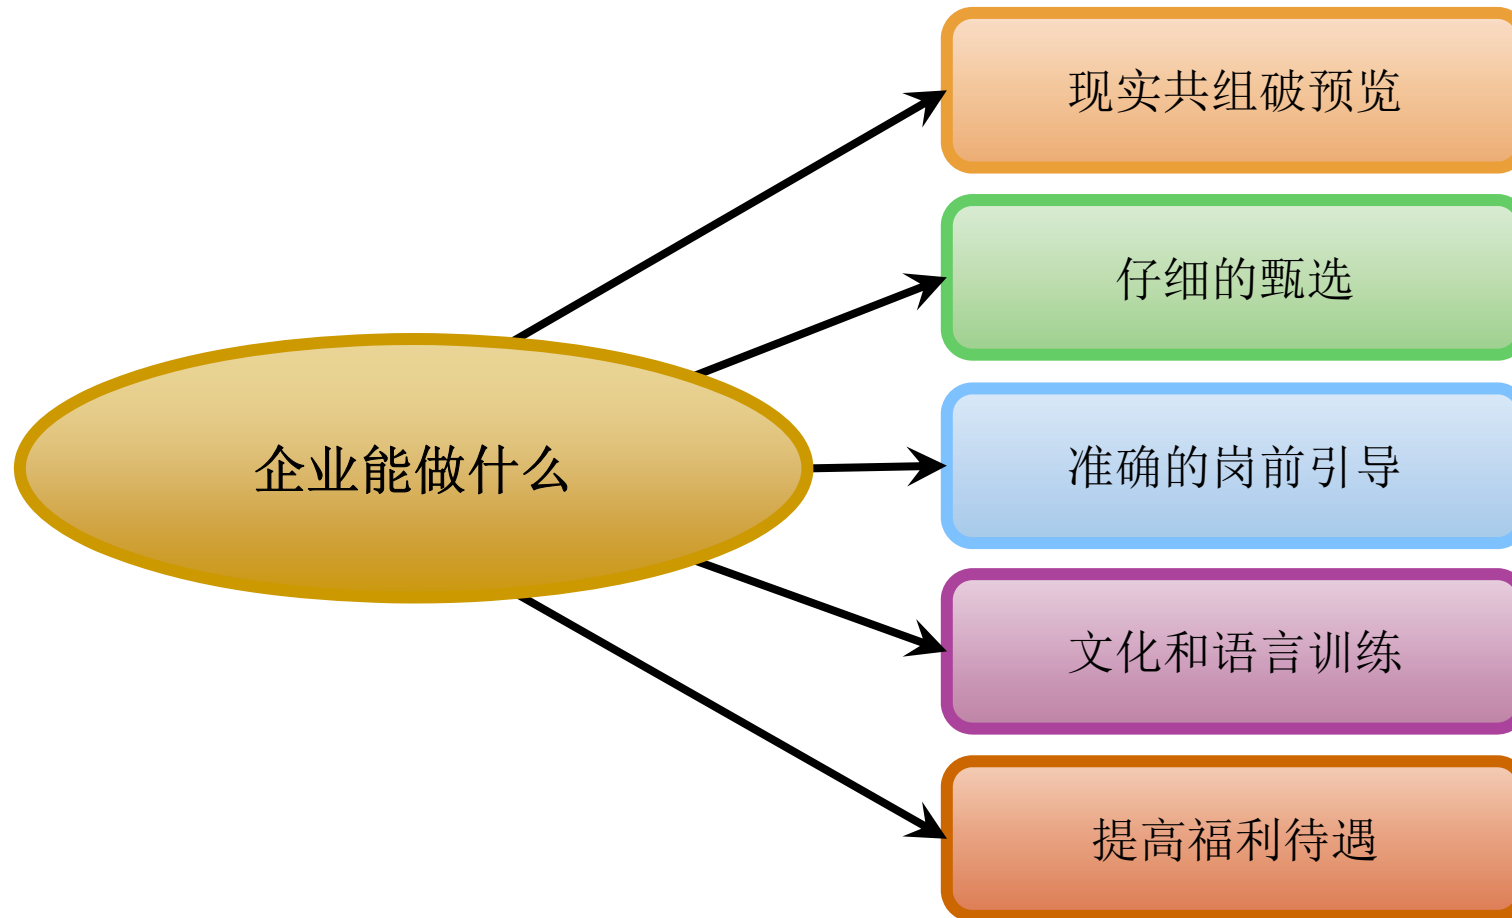 现实共组破预览
仔细的甄选
企业能做什么
准确的岗前引导
文化和语言训练
提高福利待遇